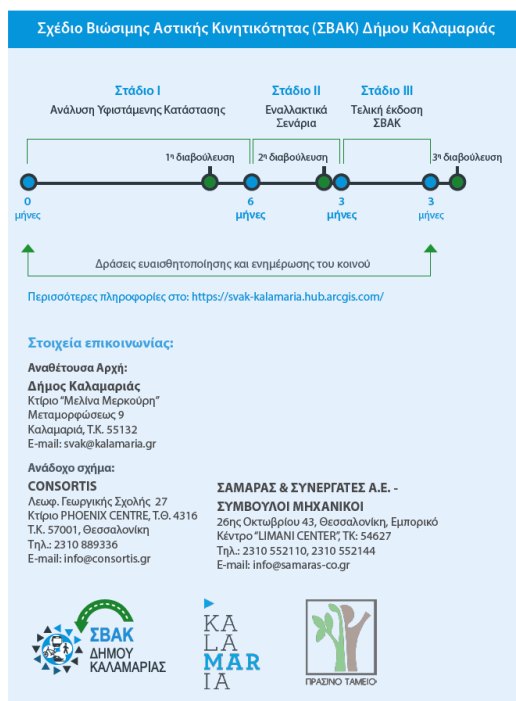 Σχέδιο Βιώσιμης Αστικής Κινητικότητας (ΣΒΑΚ) Δήμου Καλαμαριάς
Στάδιο I
Ανάλυση Υφιστάμενης Κατάστασης
Στάδιο II
Εναλλακτικά
Σενάρια
Στάδιο III
Τελική έκδοση
ΣΒΑΚ
1η διαβούλευση
2η διαβούλευση
3η διαβούλευση
0
μήνες
6
μήνες
3
μήνες
3
μήνες
Δράσεις ευαισθητοποίησης και ενημέρωσης του κοινού
Περισσότερες πληροφορίες στο: https://svak-kalamaria.hub.arcgis.com/
Στοιχεία επικοινωνίας:
Αναθέτουσα Αρχή:
Δήμος Καλαμαριάς
Κτίριο “Μελίνα Μερκούρη”
Μεταμορφώσεως 9
Καλαμαριά, Τ.Κ. 55132
E-mail: svak@kalamaria.gr
Ανάδοχο σχήμα:
CONSORTIS
Λεωφ. Γεωργικής Σχολής 27
Κτίριο PHOENIX CENTRE, Τ.Θ. 4316
Τ.Κ. 57001, Θεσσαλονίκη
Τηλ.: 2310 889336
E-mail: info@consortis.gr
ΣΑΜΑΡΑΣ & ΣΥΝΕΡΓΑΤΕΣ Α.Ε. -
ΣΥΜΒΟΥΛΟΙ ΜΗΧΑΝΙΚΟΙ
26ης Οκτωβρίου 43, Θεσσαλονίκη, Εμπορικό
Κέντρο “LIMANI CENTER”, ΤΚ: 54627
Τηλ.: 2310 552110, 2310 552144
E-mail: info@samaras-co.gr
ΣΒΑΚ
ΔΗΜΟΥ
ΚΑΛΑΜΑΡΙΑΣ
KA
LA
MAR
IA
ΠΡΑΣΙΝΟ ΤΑΜΕΙΟ